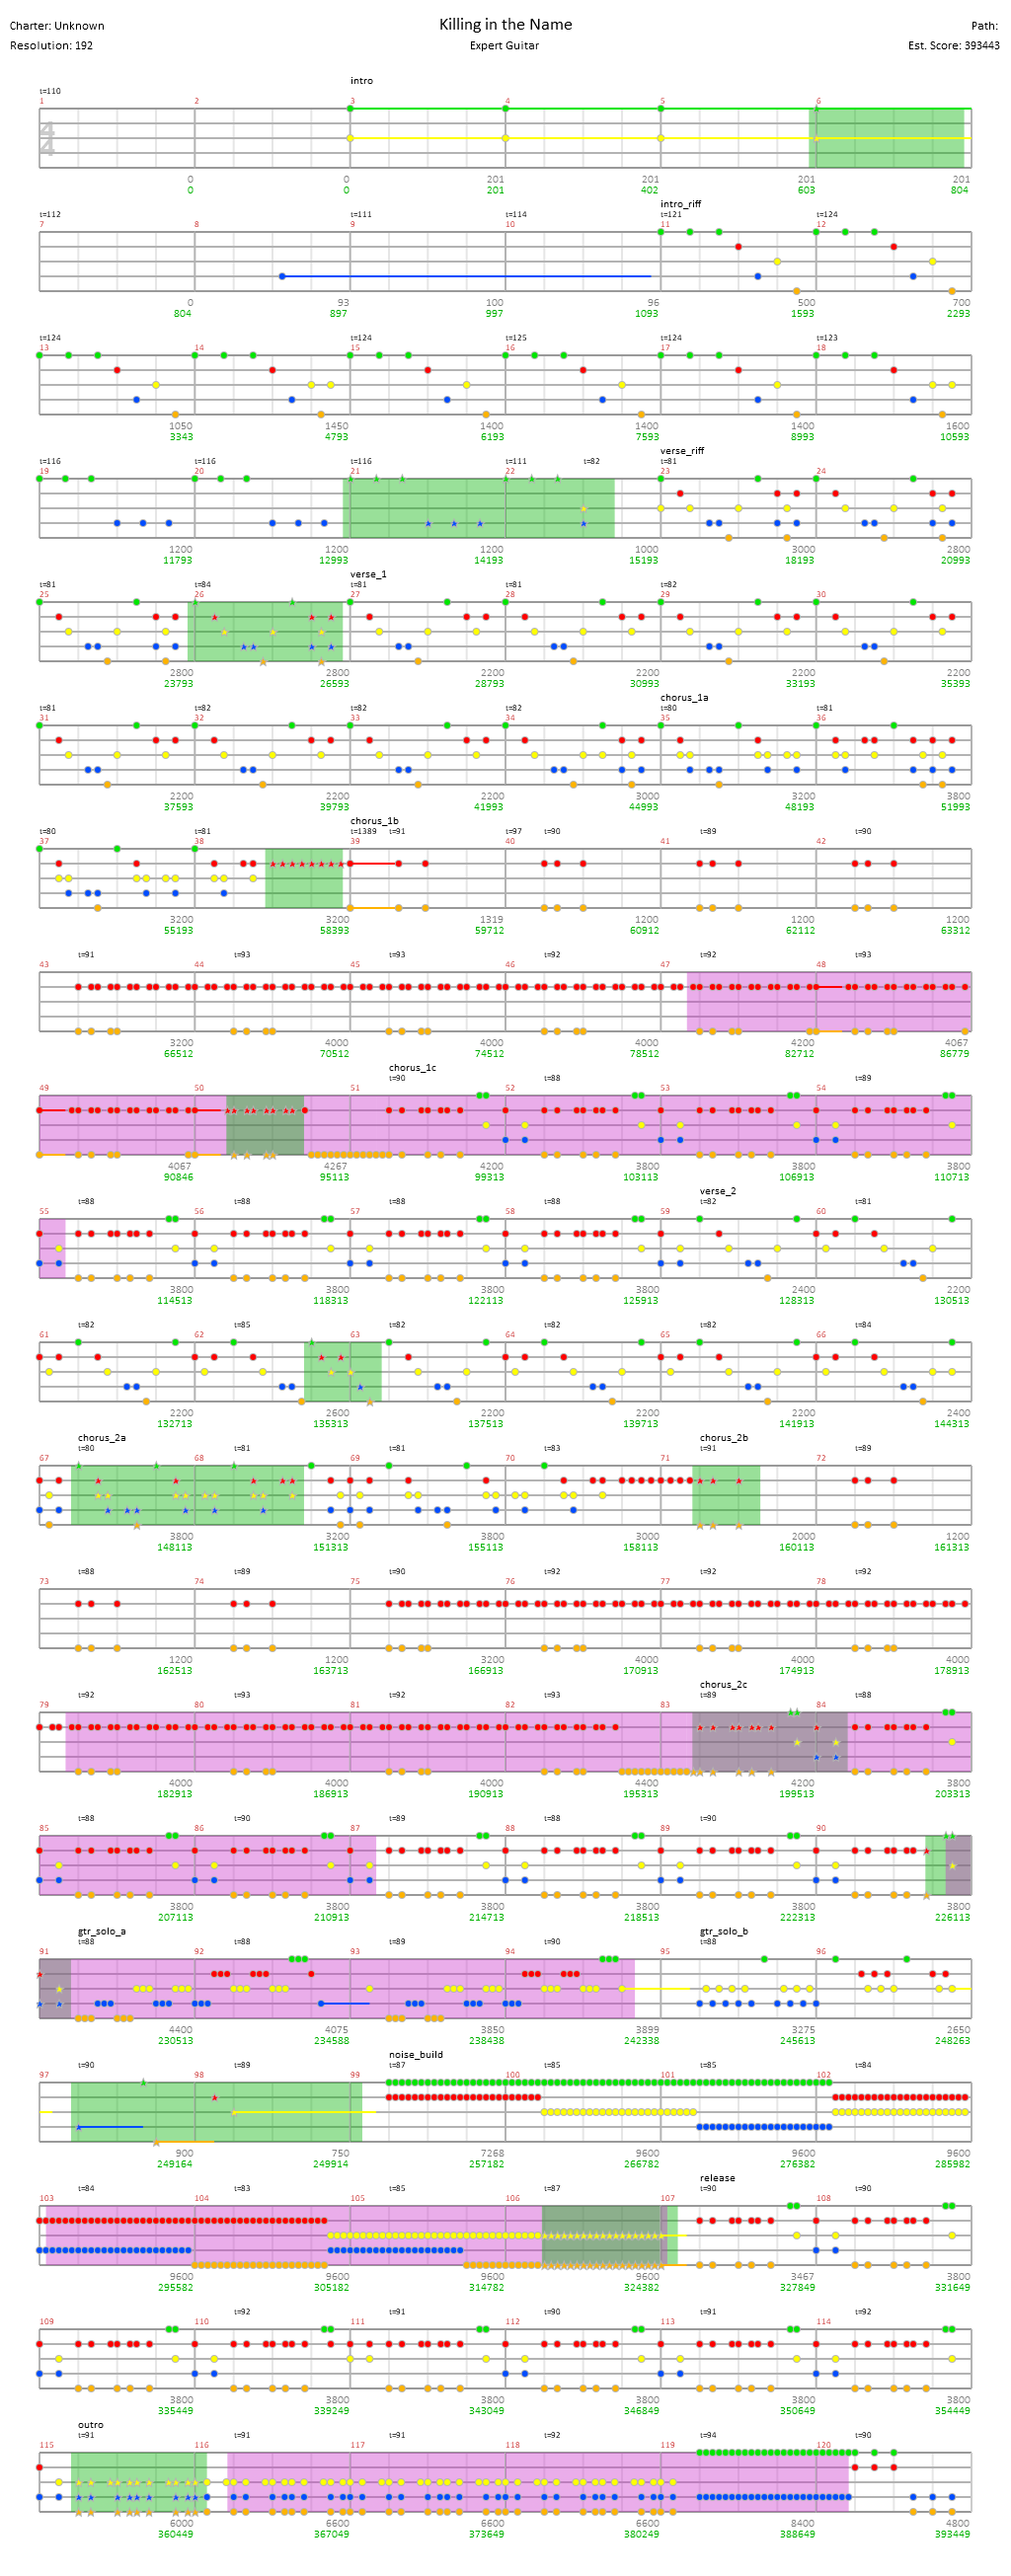 Killing in the Name
Charter: Unknown Path:
Resolution: 192 Expert Guitar Est. Score: 393443
intro
t=110
1 2 3 4 5 6
4
4
0 0 201 201 201 201
0 0 201 402 603 804
intro_riff
t=112 t=111 t=114 t=121 t=124
7 8 9 10 11 12
0 93 100 96 500 700
804 897 997 1093 1593 2293
t=124 t=124 t=125 t=124 t=123
13 14 15 16 17 18
1050 1450 1400 1400 1400 1600
3343 4793 6193 7593 8993 10593
verse_riff
t=116 t=116 t=116 t=111 t=82 t=81
19 20 21 22 23 24
1200 1200 1200 1000 3000 2800
11793 12993 14193 15193 18193 20993
verse_1
t=81 t=84 t=81 t=81 t=82
25 26 27 28 29 30
2800 2800 2200 2200 2200 2200
23793 26593 28793 30993 33193 35393
chorus_1a
t=81 t=82 t=82 t=82 t=80 t=81
31 32 33 34 35 36
2200 2200 2200 3000 3200 3800
37593 39793 41993 44993 48193 51993
chorus_1b
t=80 t=81 t=1389 t=91 t=97 t=90 t=89 t=90
37 38 39 40 41 42
3200 3200 1319 1200 1200 1200
55193 58393 59712 60912 62112 63312
t=91 t=93 t=93 t=92 t=92 t=93
43 44 45 46 47 48
3200 4000 4000 4000 4200 4067
66512 70512 74512 78512 82712 86779
chorus_1c
t=90 t=88 t=89
49 50 51 52 53 54
4067 4267 4200 3800 3800 3800
90846 95113 99313 103113 106913 110713
verse_2
t=88 t=88 t=88 t=88 t=82 t=81
55 56 57 58 59 60
3800 3800 3800 3800 2400 2200
114513 118313 122113 125913 128313 130513
t=82 t=85 t=82 t=82 t=82 t=84
61 62 63 64 65 66
2200 2600 2200 2200 2200 2400
132713 135313 137513 139713 141913 144313
chorus_2a chorus_2b
t=80 t=81 t=81 t=83 t=91 t=89
67 68 69 70 71 72
3800 3200 3800 3000 2000 1200
148113 151313 155113 158113 160113 161313
t=88 t=89 t=90 t=92 t=92 t=92
73 74 75 76 77 78
1200 1200 3200 4000 4000 4000
162513 163713 166913 170913 174913 178913
chorus_2c
t=92 t=93 t=92 t=93 t=89 t=88
79 80 81 82 83 84
4000 4000 4000 4400 4200 3800
182913 186913 190913 195313 199513 203313
t=88 t=90 t=89 t=88 t=90
85 86 87 88 89 90
3800 3800 3800 3800 3800 3800
207113 210913 214713 218513 222313 226113
gtr_solo_a gtr_solo_b
t=88 t=88 t=89 t=90 t=88
91 92 93 94 95 96
4400 4075 3850 3899 3275 2650
230513 234588 238438 242338 245613 248263
noise_build
t=90 t=89 t=87 t=85 t=85 t=84
97 98 99 100 101 102
900 750 7268 9600 9600 9600
249164 249914 257182 266782 276382 285982
release
t=84 t=83 t=85 t=87 t=90 t=90
103 104 105 106 107 108
9600 9600 9600 9600 3467 3800
295582 305182 314782 324382 327849 331649
t=92 t=91 t=90 t=91 t=92
109 110 111 112 113 114
3800 3800 3800 3800 3800 3800
335449 339249 343049 346849 350649 354449
outro
t=91 t=91 t=91 t=92 t=94 t=90
115 116 117 118 119 120
6000 6600 6600 6600 8400 4800
360449 367049 373649 380249 388649 393449